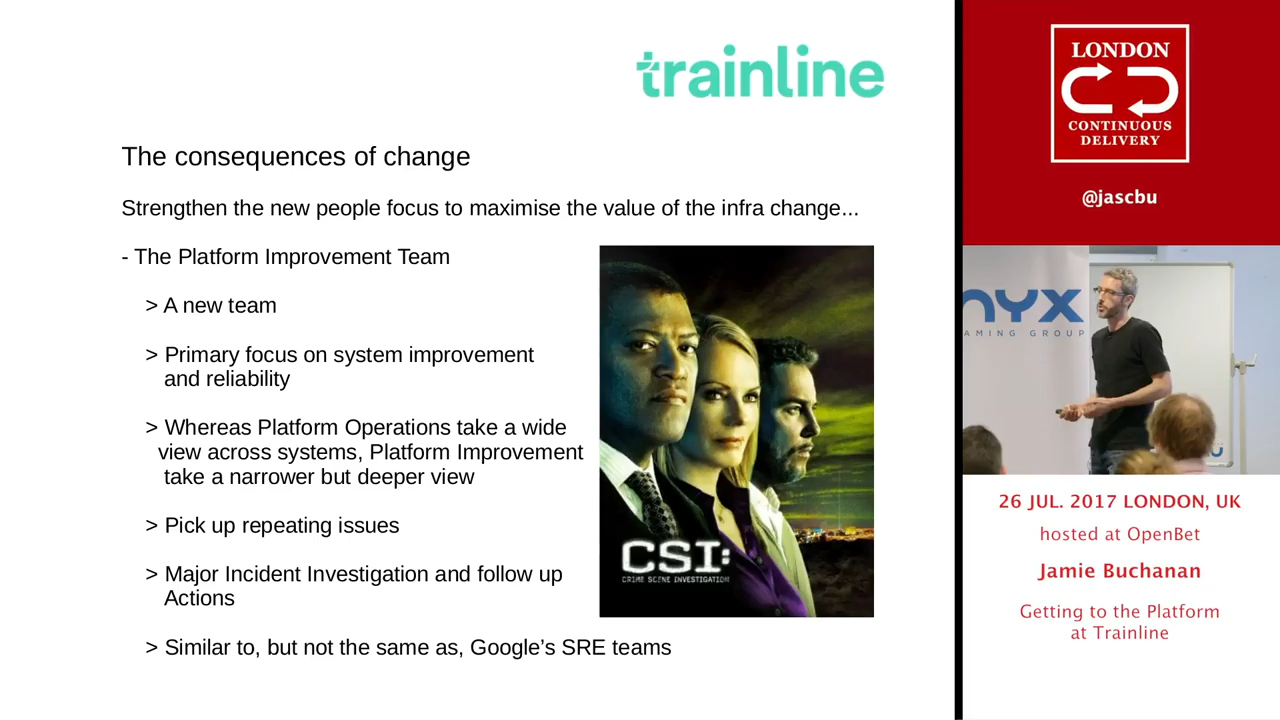 trainline
The consequences of change
Strengthen the new people focus to maximise the value of the infra change...
- The Platform Improvement Team
> A new team
> Primary focus on system improvement
and reliability
> Whereas Platform Operations take a wide
view across systems, Platform Improvement
take a narrower but deeper view
> Pick up repeating issues
> Major Incident Investigation and follow up
Actions
> Similar to, but not the same as, Google's SRE teams
CSI:
CRIME SCENE INVESTIGATION
LONDON
CONTINUOUS
DELIVERY
@jascbu
nyx
AMING GROUP
26 JUL. 2017 LONDON, UK
hosted at OpenBet
Jamie Buchanan
Getting to the Platform
at Trainline